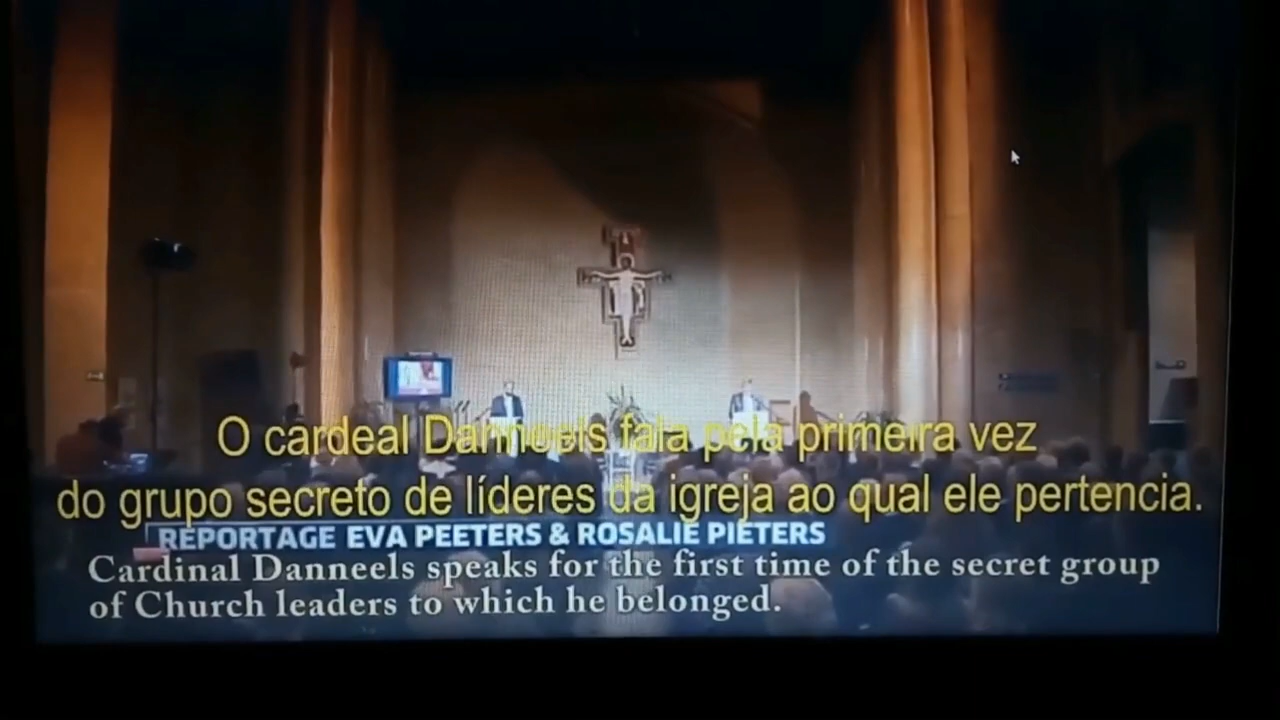 O cardeal Danneels fala pela primeira vez
do grupo secreto de líderes da igreja ao qual ele pertencia.
REPORTAGE EVA PEETERS & ROSALIE PIETERS
Cardinal Danneels speaks for the first time of the secret group
of Church leaders to which he belonged.